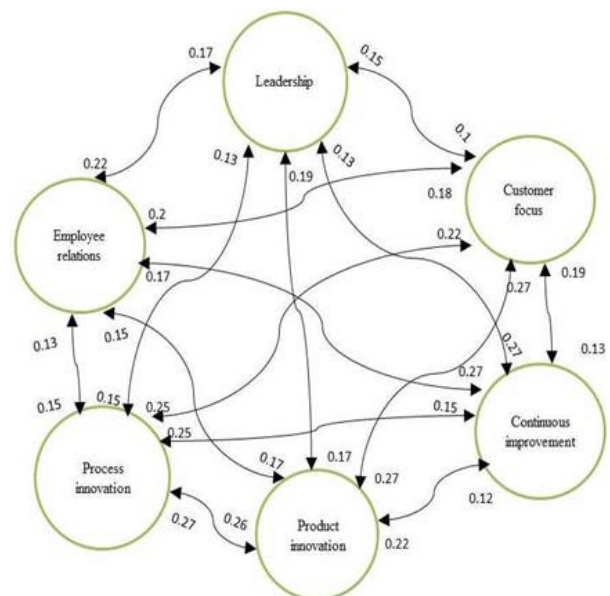 0.17
Leadership
0.15
0.22
0.13
0.19
0.13
0.1
0.2
0.18
Customer
focus
Employee
relations
0.17
0.22
0.27
0.19
0.13
0.15
0.27
0.13
0.27
0.15
0.15
0.25
0.15
Continuous
improvement
0.25
Process
innovation
0.17
0.17
0.27
0.12
0.27
0.26
Product
innovation
0.22